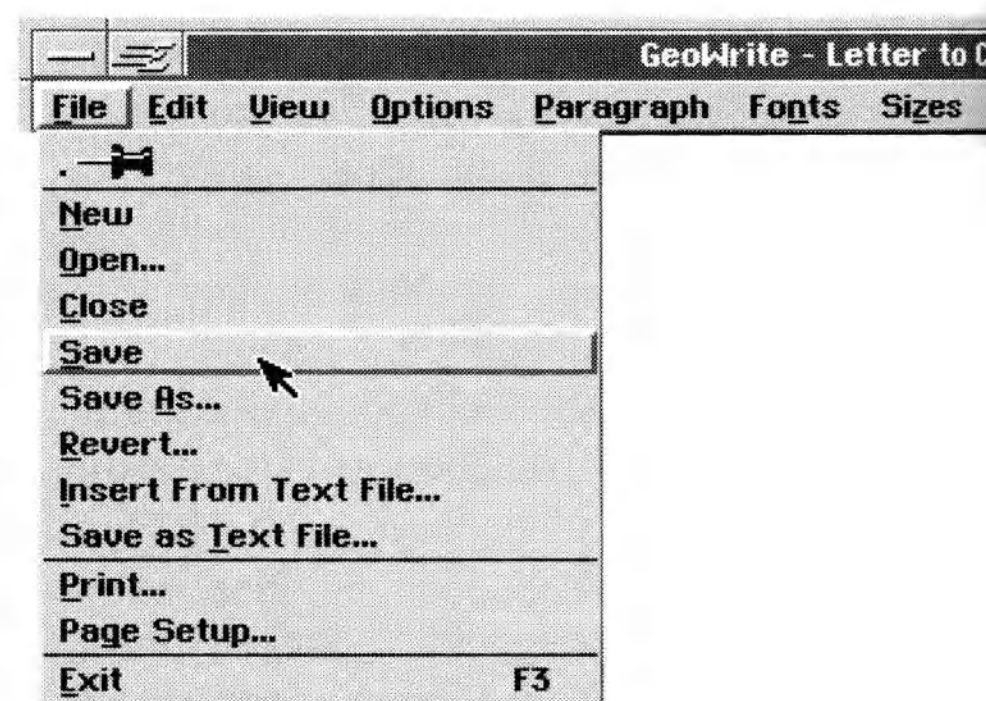 GeoWrite - Letter to C
File Edit View Options Paragraph Fonts Sizes
New
Open...
Close
Save
Save As...
Revert...
Insert From Text File...
Save as Text File...
Print...
Page Setup...
Exit F3